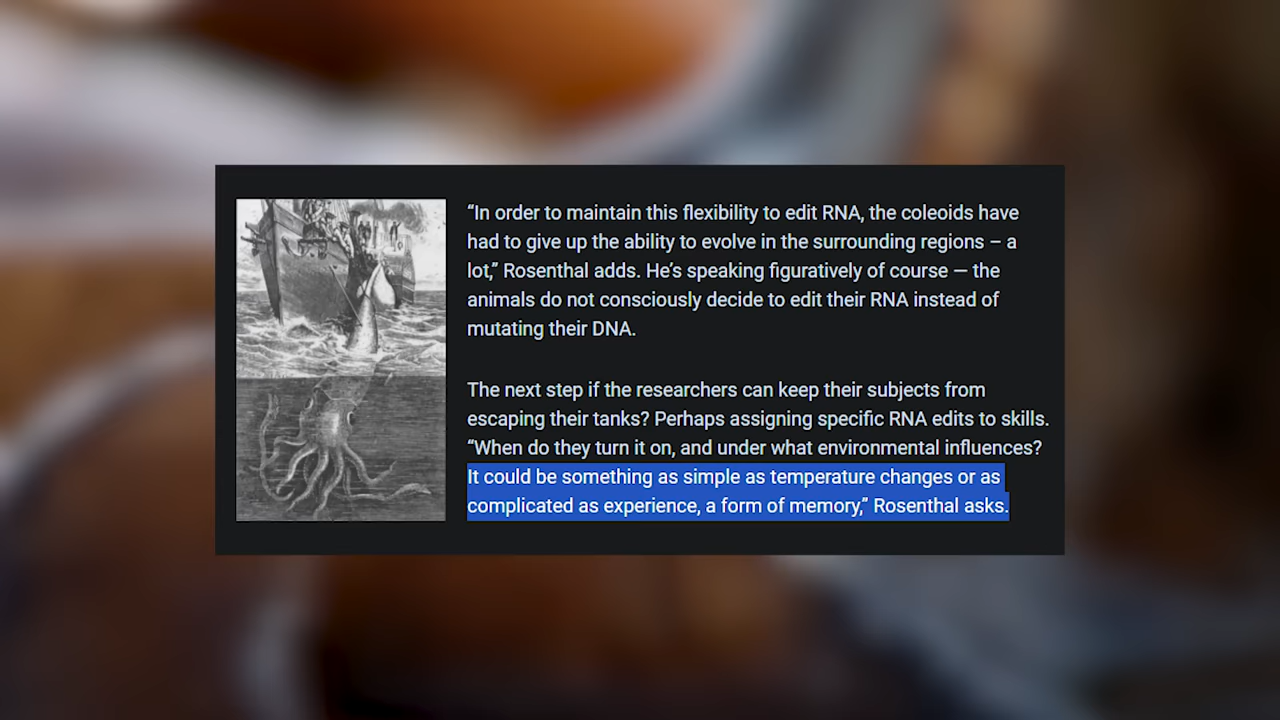 “In order to maintain this flexibility to edit RNA, the coleoids have
had to give up the ability to evolve in the surrounding regions – a
lot,” Rosenthal adds. He’s speaking figuratively of course — the
animals do not consciously decide to edit their RNA instead of
mutating their DNA.
The next step if the researchers can keep their subjects from
escaping their tanks? Perhaps assigning specific RNA edits to skills.
“When do they turn it on, and under what environmental influences?
It could be something as simple as temperature changes or as
complicated as experience, a form of memory,” Rosenthal asks.